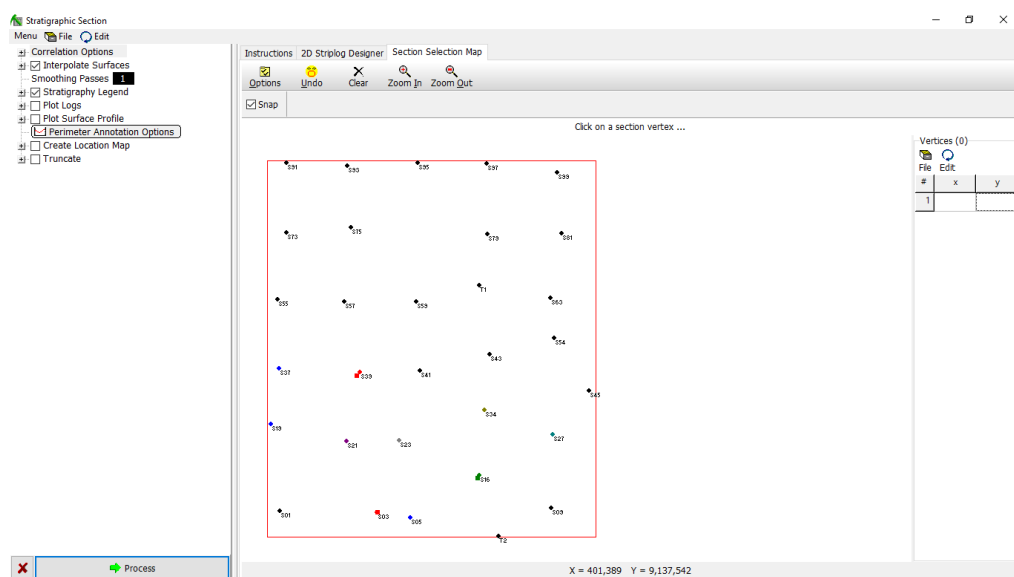 Stratigraphic Section
Menu File Edit
Correlation Options
Interpolate Surfaces
Smoothing Passes 1
Stratigraphy Legend
Plot Logs
Plot Surface Profile
Perimeter Annotation Options
Create Location Map
Truncate
Process
Instructions 2D Striplog Designer Section Selection Map
Options Undo Clear Zoom In Zoom Out
Snap
Click on a section vertex ...
S91 S93 S95 S97 S99
S73 S75 S79 S81
S55 S57 S59 T1 S63
S54
S37 S39 S41 S43
S45
S19 S34
S21 S23 S27
S16
S01 S03 S05 S09
T2
Vertices (0)
File Edit
# x y
1
X = 401,389 Y = 9,137,542